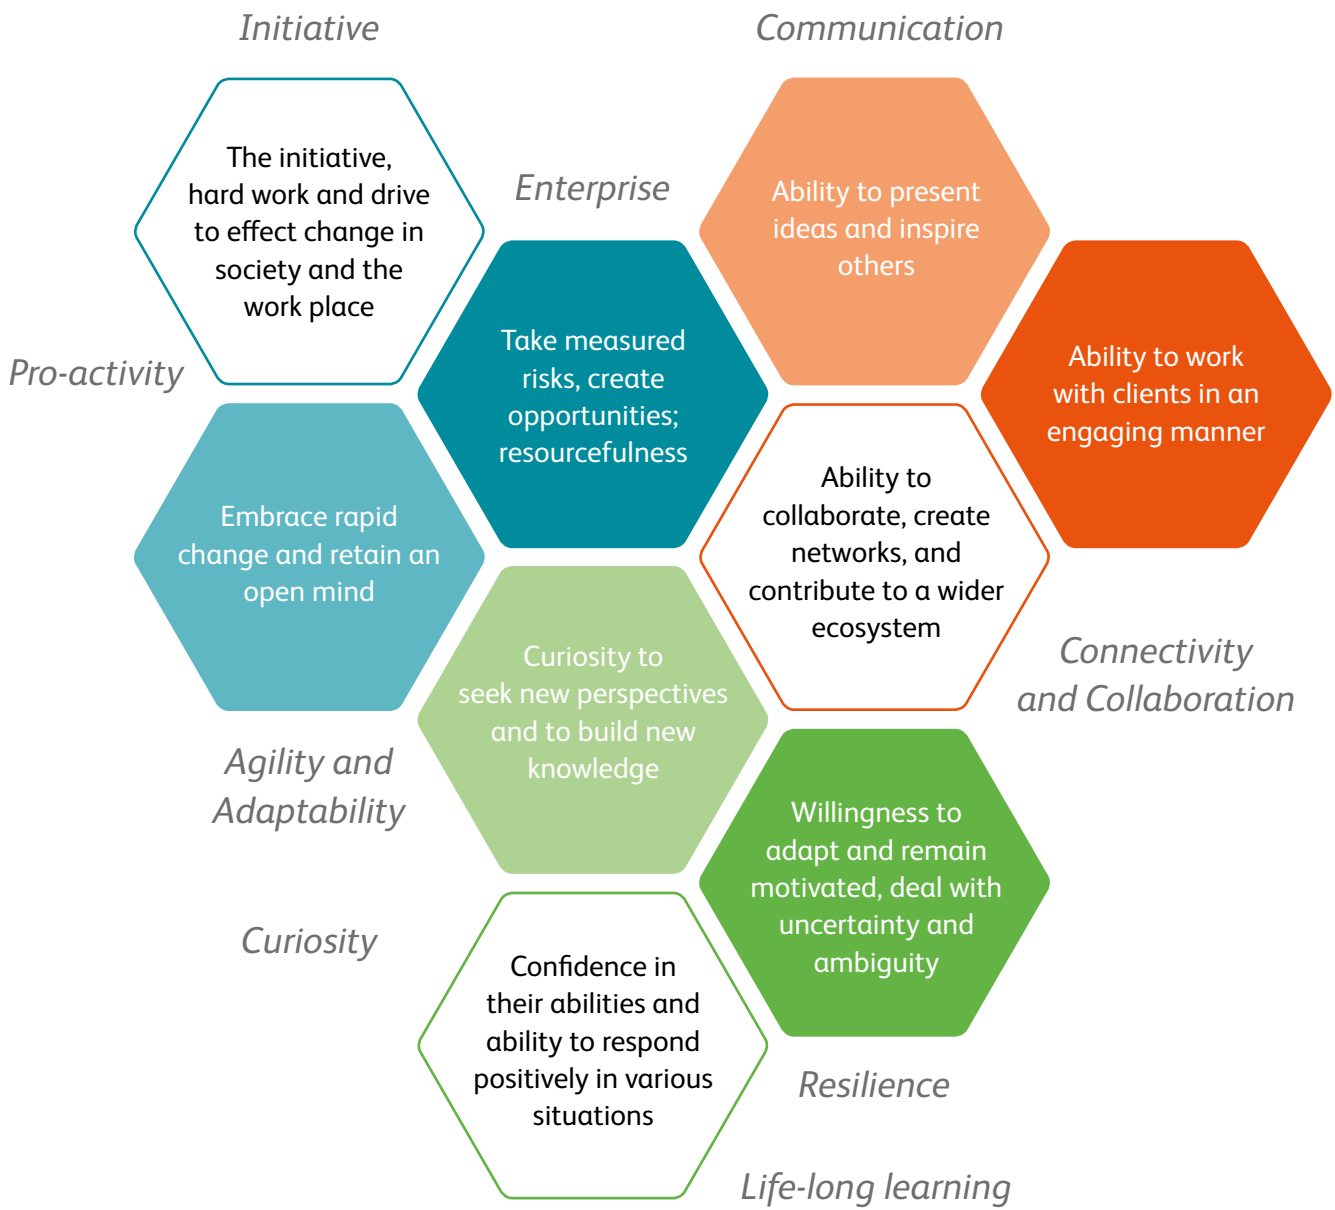 Initiative
Communication
The initiative,
hard work and drive
to effect change in
society and the
work place
Enterprise
Ability to present
ideas and inspire
others
Take measured
risks, create
opportunities;
resourcefulness
Ability to work
with clients in an
engaging manner
Pro-activity
Embrace rapid
change and retain an
open mind
Ability to
collaborate, create
networks, and
contribute to a wider
ecosystem
Curiosity to
seek new perspectives
and to build new
knowledge
Connectivity
and Collaboration
Agility and
Adaptability
Willingness to
adapt and remain
motivated, deal with
uncertainty and
ambiguity
Curiosity
Confidence in
their abilities and
ability to respond
positively in various
situations
Resilience
Life-long learning